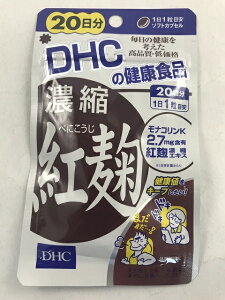 20日分
1日1粒目安
ソフトカプセル
毎日の健康を
考えた
高品質・低価格
DHC
の健康食品
濃縮
べにこうじ
紅麹
20日分
1日1粒目安
モナコリンK
2.7mg含有
紅麹濃縮
エキス
健康値を
キープしたい!
DHC